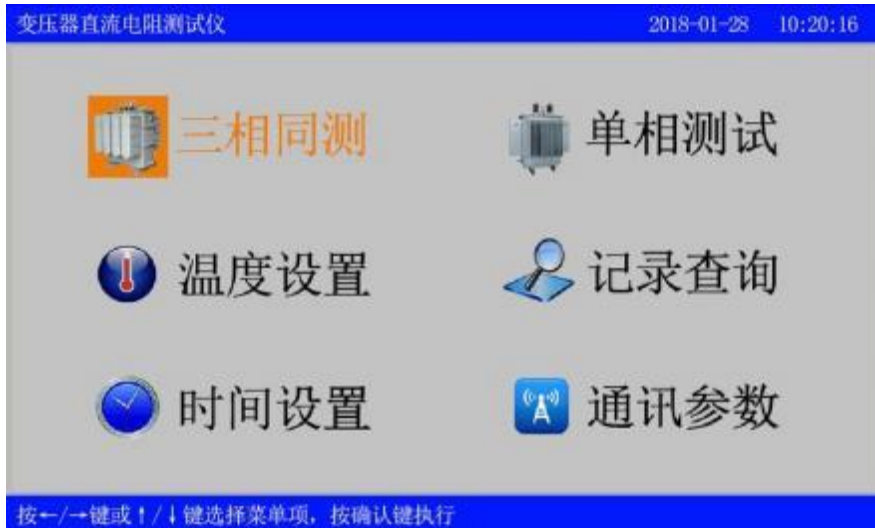 变压器直流电阻测试仪 2018-01-28 10:20:16
三相同测 单相测试
温度设置 记录查询
时间设置 通讯参数
按←/→键或↑/↓键选择菜单项，按确认键执行